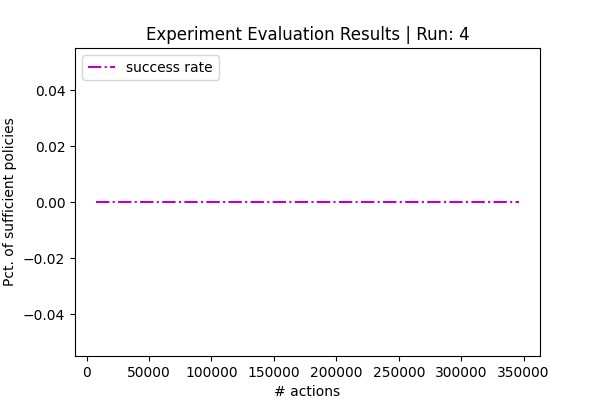 Experiment Evaluation Results | Run: 4
success rate
Pct. of sufficient policies
0.04
0.02
0.00
−0.02
−0.04
0 50000 100000 150000 200000 250000 300000 350000
# actions